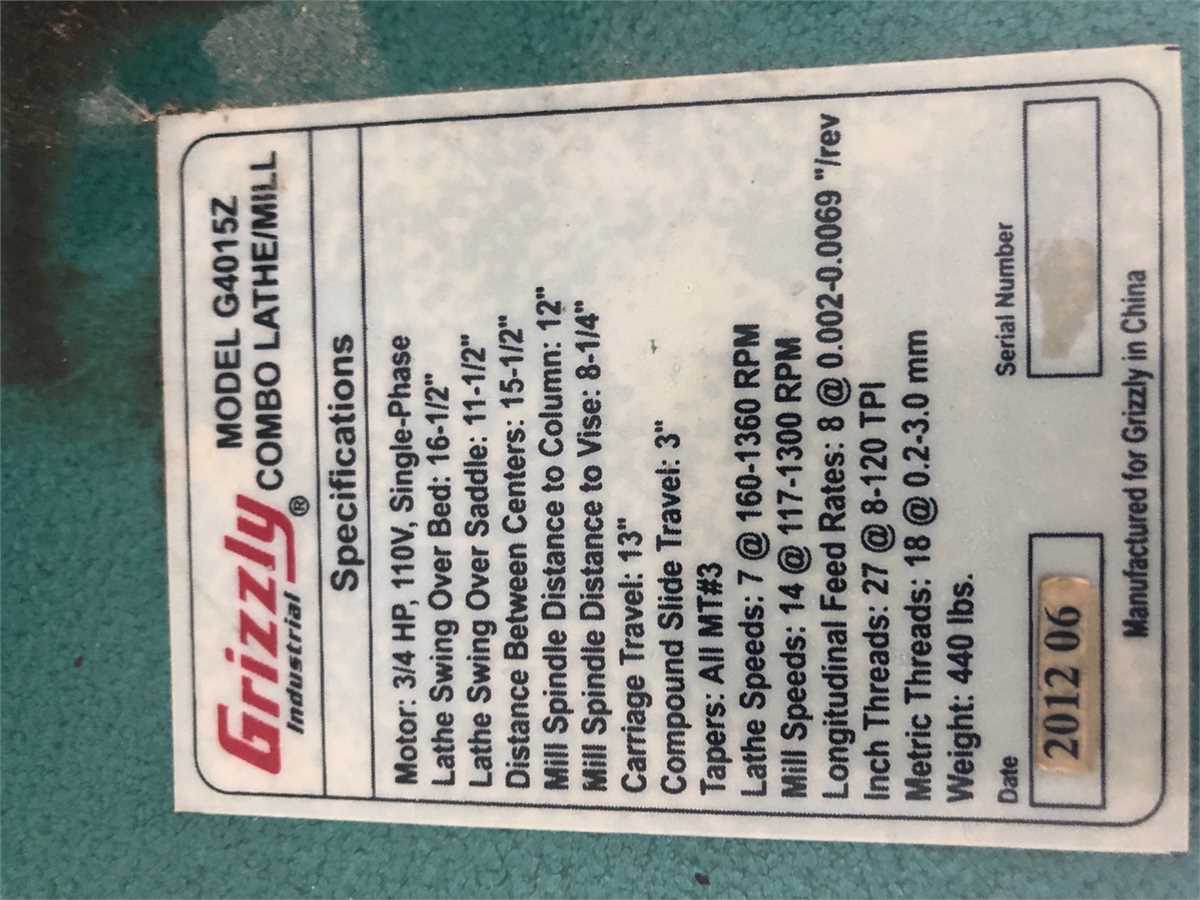 Grizzly
Industrial ®
MODEL G4015Z
COMBO LATHE/MILL
Specifications
Motor: 3/4 HP, 110V, Single-Phase
Lathe Swing Over Bed: 16-1/2"
Lathe Swing Over Saddle: 11-1/2"
Distance Between Centers: 15-1/2"
Mill Spindle Distance to Column: 12"
Mill Spindle Distance to Vise: 8-1/4"
Carriage Travel: 13"
Compound Slide Travel: 3"
Tapers: All MT#3
Lathe Speeds: 7 @ 160-1360 RPM
Mill Speeds: 14 @ 117-1300 RPM
Longitudinal Feed Rates: 8 @ 0.002-0.0069 "/rev
Inch Threads: 27 @ 8-120 TPI
Metric Threads: 18 @ 0.2-3.0 mm
Weight: 440 lbs.
Date
2012 06
Serial Number
Manufactured for Grizzly in China